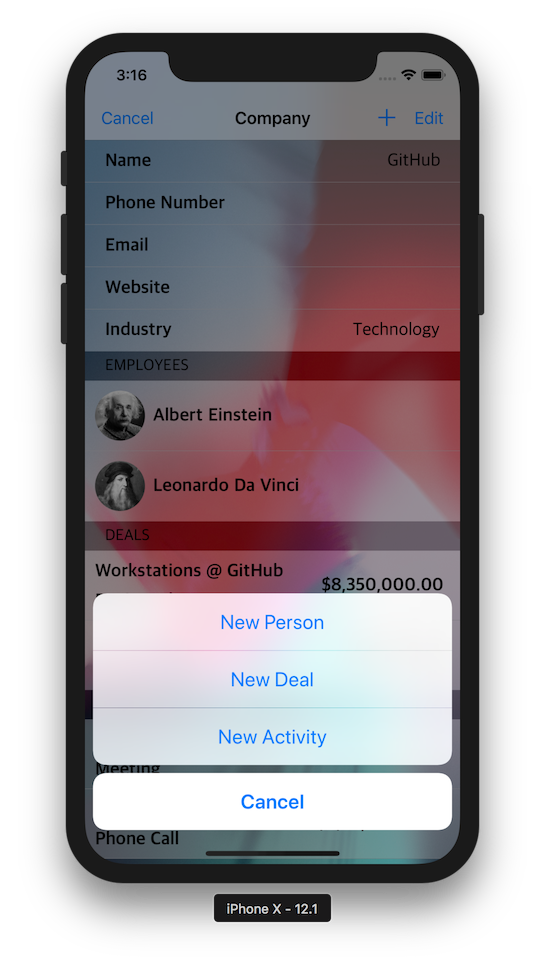 3:16
Cancel Company + Edit
Name GitHub
Phone Number
Email
Website
Industry Technology
EMPLOYEES
Albert Einstein
Leonardo Da Vinci
DEALS
Workstations @ GitHub
$8,350,000.00
New Person
New Deal
New Activity
Meeting
Cancel
Phone Call
iPhone X - 12.1